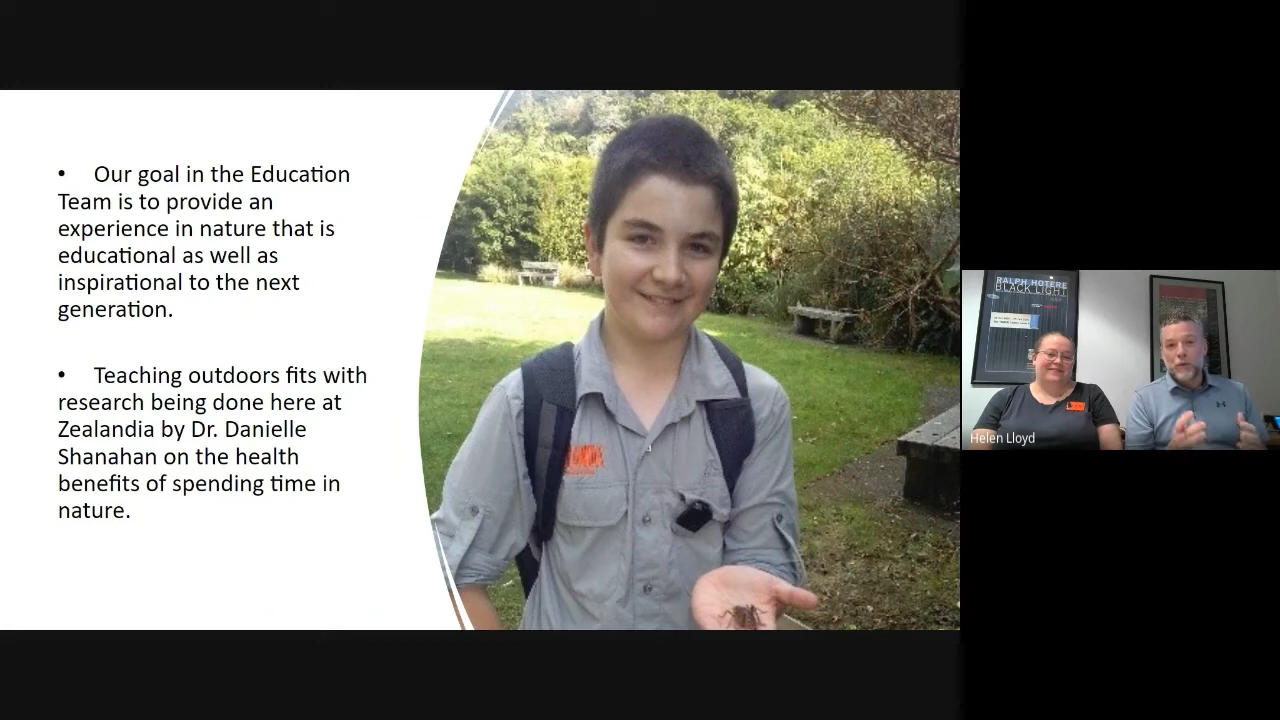 • Our goal in the Education
Team is to provide an
experience in nature that is
educational as well as
inspirational to the next
generation.
• Teaching outdoors fits with
research being done here at
Zealandia by Dr. Danielle
Shanahan on the health
benefits of spending time in
nature.
RALPH HOTERE
BLACK LIGHT
Helen Lloyd